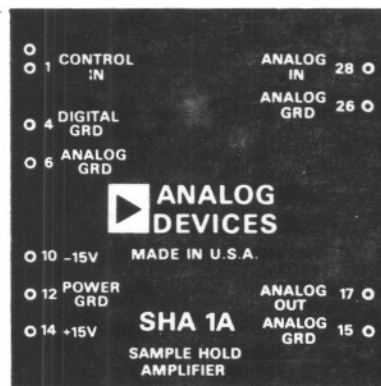 1 CONTROL
IN
ANALOG 28
IN
ANALOG 26
GRD
4 DIGITAL
GRD
6 ANALOG
GRD
ANALOG
DEVICES
MADE IN U.S.A.
10 -15V
12 POWER
GRD
14 +15V
SHA 1A
SAMPLE HOLD
AMPLIFIER
ANALOG 17
OUT
ANALOG 15
GRD